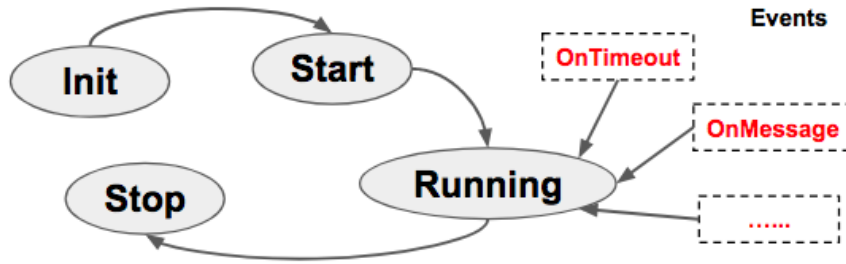 Events
Init
Start
OnTimeout
OnMessage
Stop
Running
…...